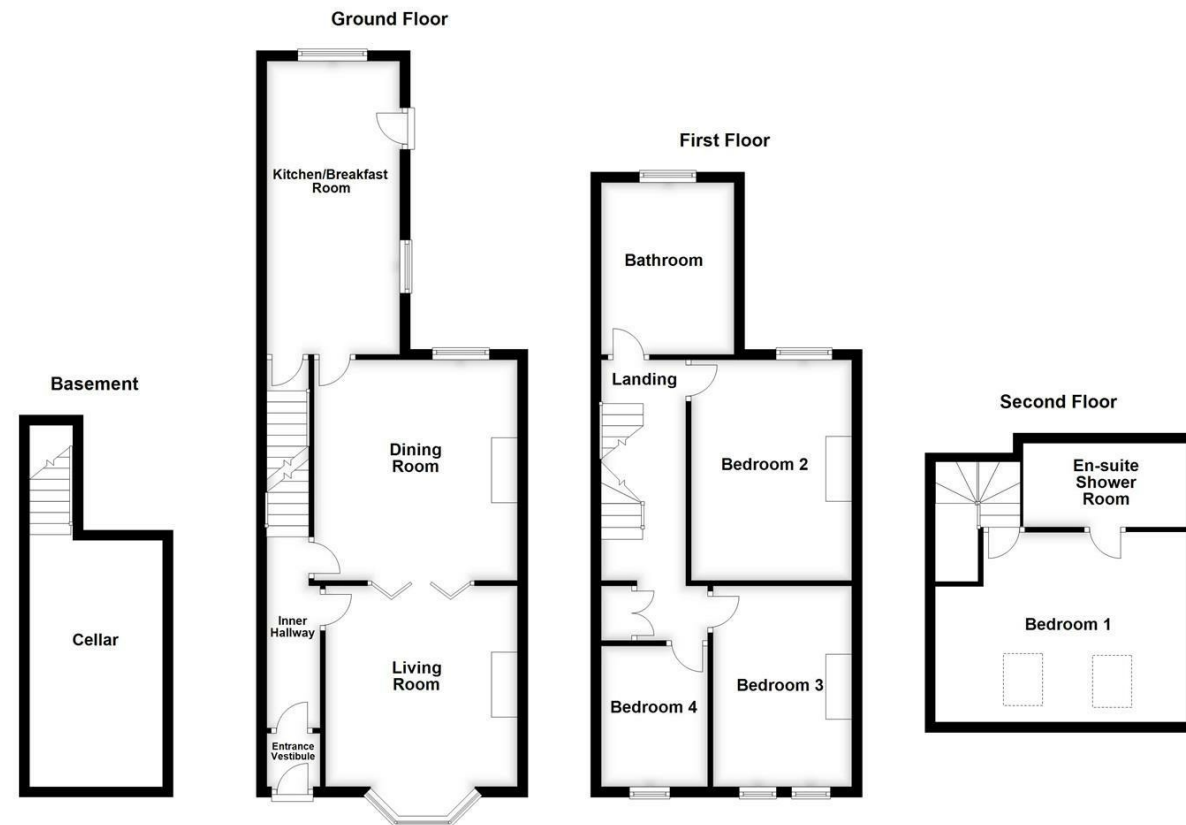 Basement
Cellar
Ground Floor
Kitchen/Breakfast
Room
Dining
Room
Inner
Hallway
Living
Room
Entrance
Vestibule
First Floor
Bathroom
Landing
Bedroom 2
Bedroom 3
Bedroom 4
Second Floor
En-suite
Shower
Room
Bedroom 1